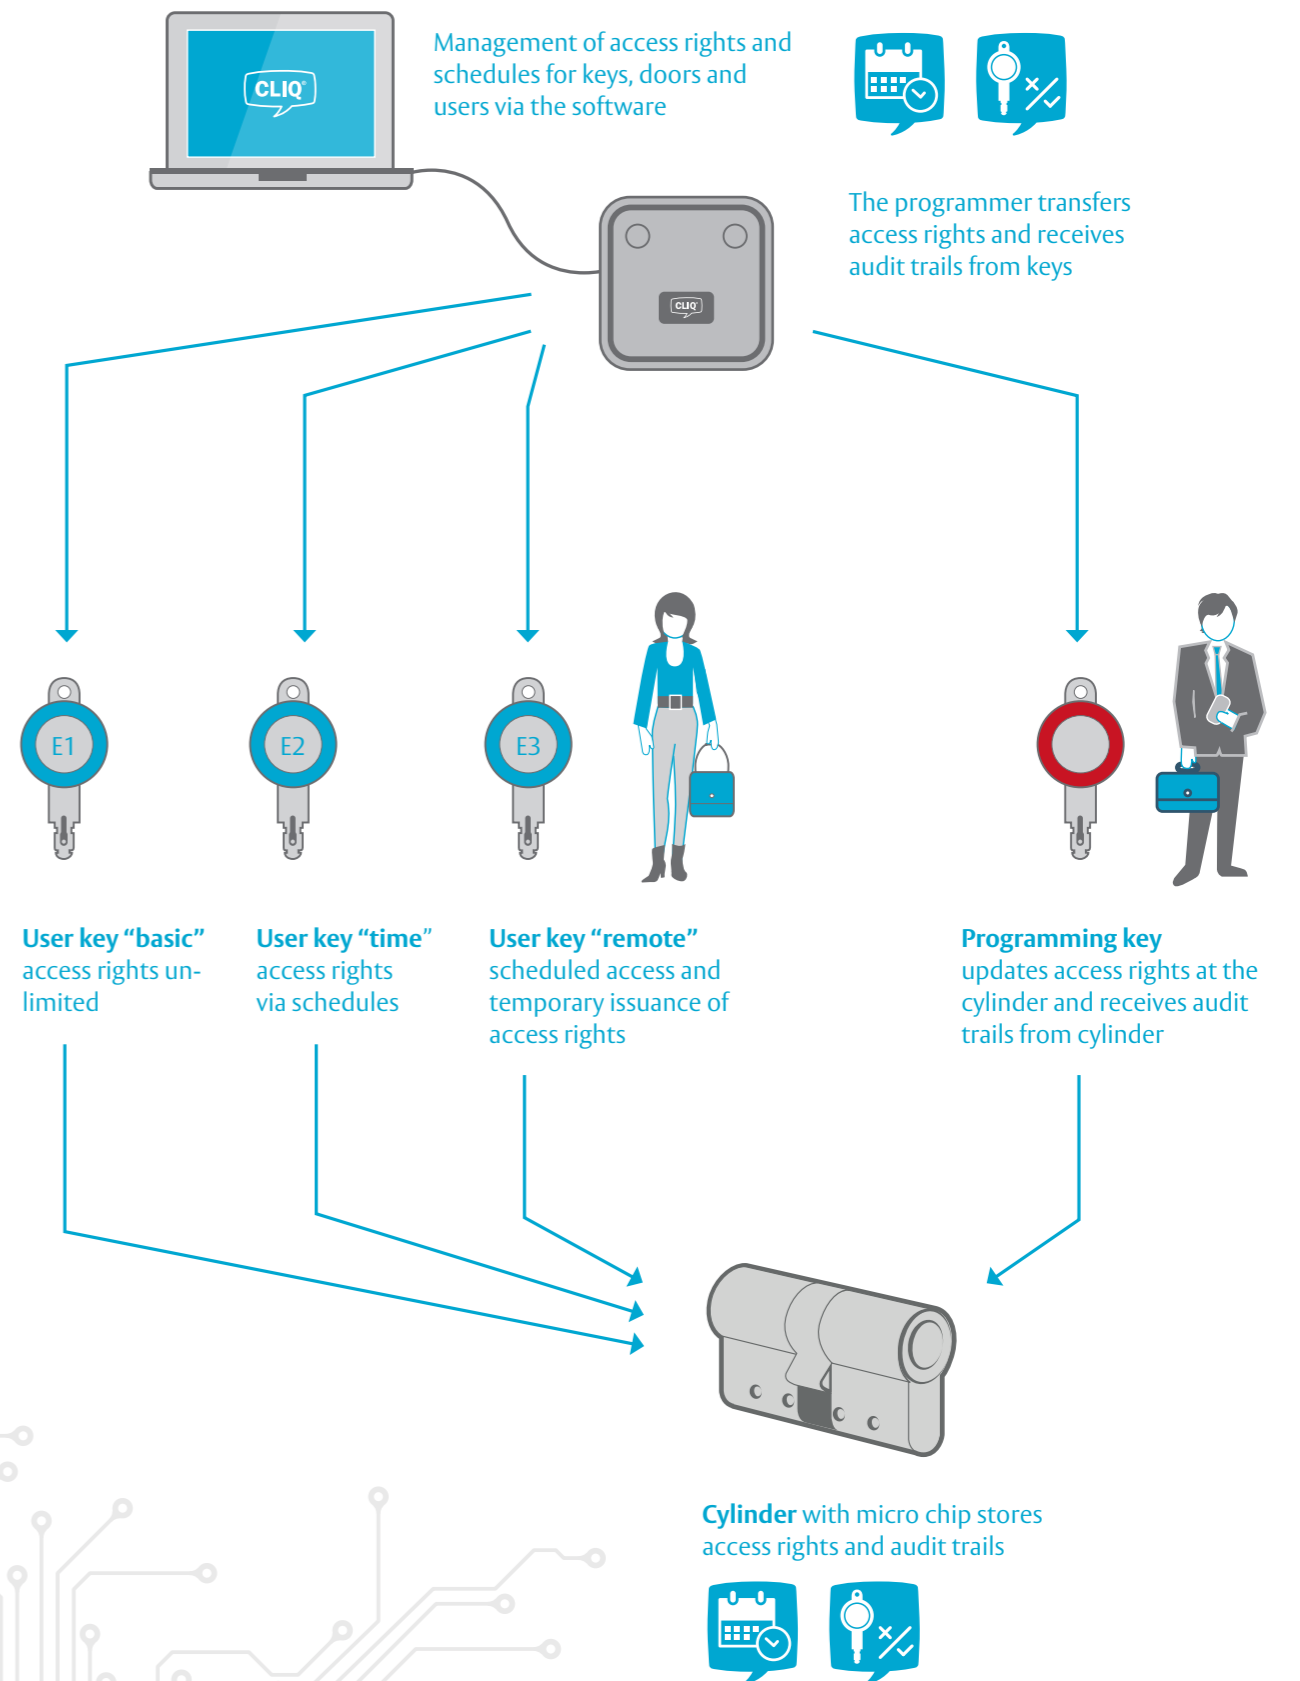 CLIQ®
Management of access rights and
schedules for keys, doors and
users via the software
The programmer transfers
access rights and receives
audit trails from keys
CLIQ
E1
E2
E3
User key “basic”
access rights un-
limited
User key “time”
access rights
via schedules
User key “remote”
scheduled access and
temporary issuance of
access rights
Programming key
updates access rights at the
cylinder and receives audit
trails from cylinder
Cylinder with micro chip stores
access rights and audit trails